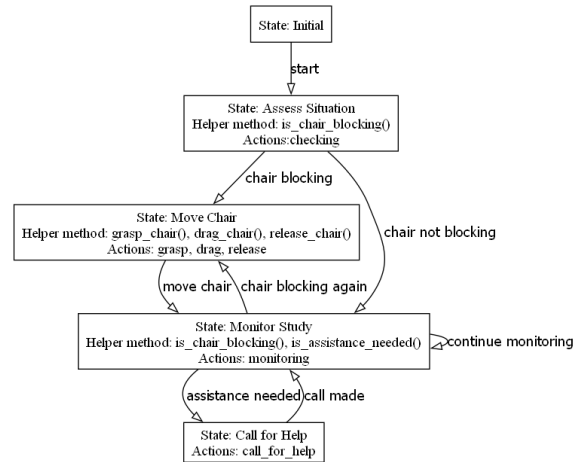 State: Initial
start
State: Assess Situation
Helper method: is_chair_blocking()
Actions:checking
chair blocking
State: Move Chair
Helper method: grasp_chair(), drag_chair(), release_chair()
Actions: grasp, drag, release
chair not blocking
move chair
chair blocking again
State: Monitor Study
Helper method: is_chair_blocking(), is_assistance_needed()
Actions: monitoring
continue monitoring
assistance needed
call made
State: Call for Help
Actions: call_for_help